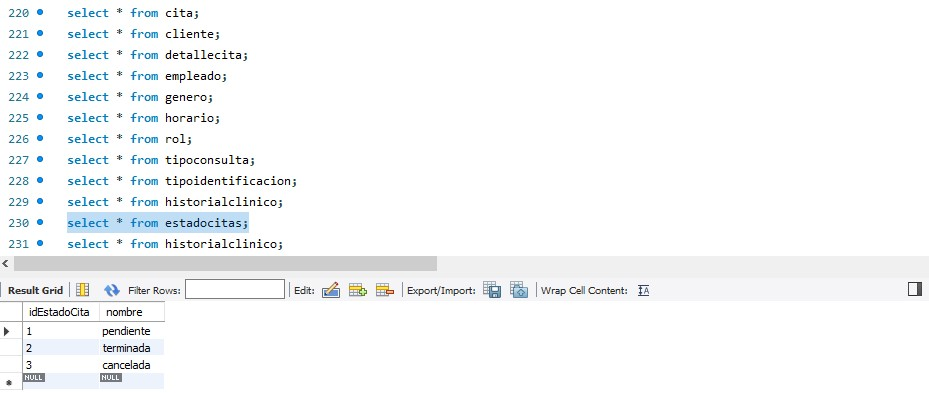 220 select * from cita;
221 select * from cliente;
222 select * from detallecita;
223 select * from empleado;
224 select * from genero;
225 select * from horario;
226 select * from rol;
227 select * from tipoconsulta;
228 select * from tipoidentificacion;
229 select * from historialclinico;
230 select * from estadocitas;
231 select * from historialclinico;
Result Grid Filter Rows: Edit: Export/Import: Wrap Cell Content: IA
idEstadoCita nombre
1 pendiente
2 terminada
3 cancelada
NULL NULL